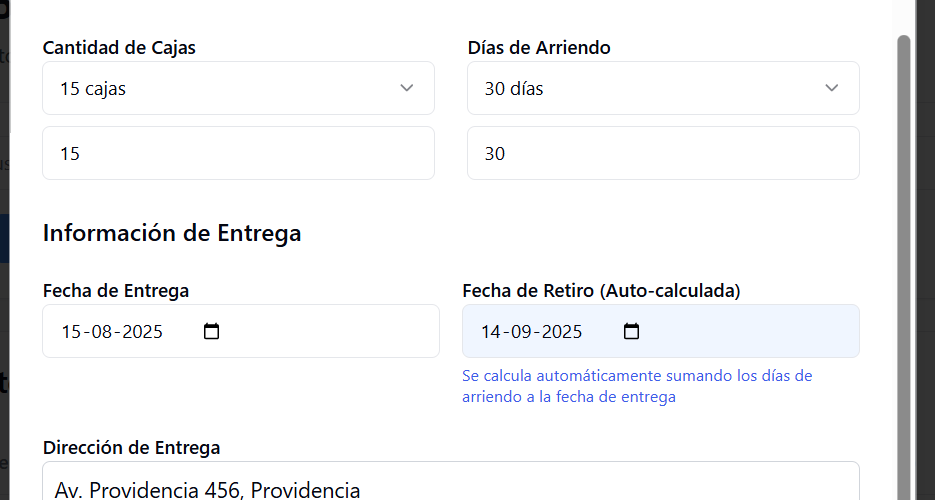 Cantidad de Cajas
Días de Arriendo
15 cajas
30 días
15
30
Información de Entrega
Fecha de Entrega
Fecha de Retiro (Auto-calculada)
15-08-2025
14-09-2025
Se calcula automáticamente sumando los días de
arriendo a la fecha de entrega
Dirección de Entrega
Av. Providencia 456, Providencia